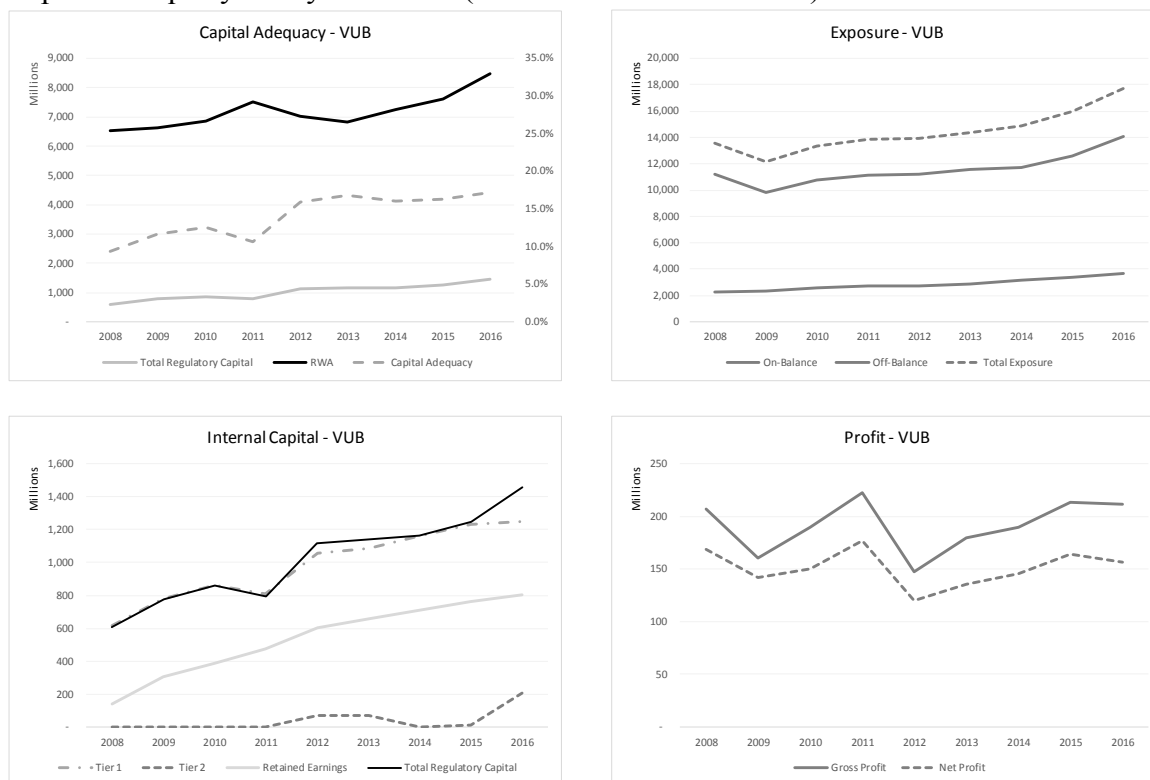 Capital Adequacy - VUB
Millions
9,000
8,000
7,000
6,000
5,000
4,000
3,000
2,000
1,000
-
35.0%
30.0%
25.0%
20.0%
15.0%
10.0%
5.0%
0.0%
2008 2009 2010 2011 2012 2013 2014 2015 2016
Total Regulatory Capital RWA Capital Adequacy
Exposure - VUB
Millions
20,000
18,000
16,000
14,000
12,000
10,000
8,000
6,000
4,000
2,000
0
2008 2009 2010 2011 2012 2013 2014 2015 2016
On-Balance Off-Balance Total Exposure
Internal Capital - VUB
Millions
1,600
1,400
1,200
1,000
800
600
400
200
-
2008 2009 2010 2011 2012 2013 2014 2015 2016
Tier 1 Tier 2 Retained Earnings Total Regulatory Capital
Profit - VUB
Millions
250
200
150
100
50
-
2008 2009 2010 2011 2012 2013 2014 2015 2016
Gross Profit Net Profit